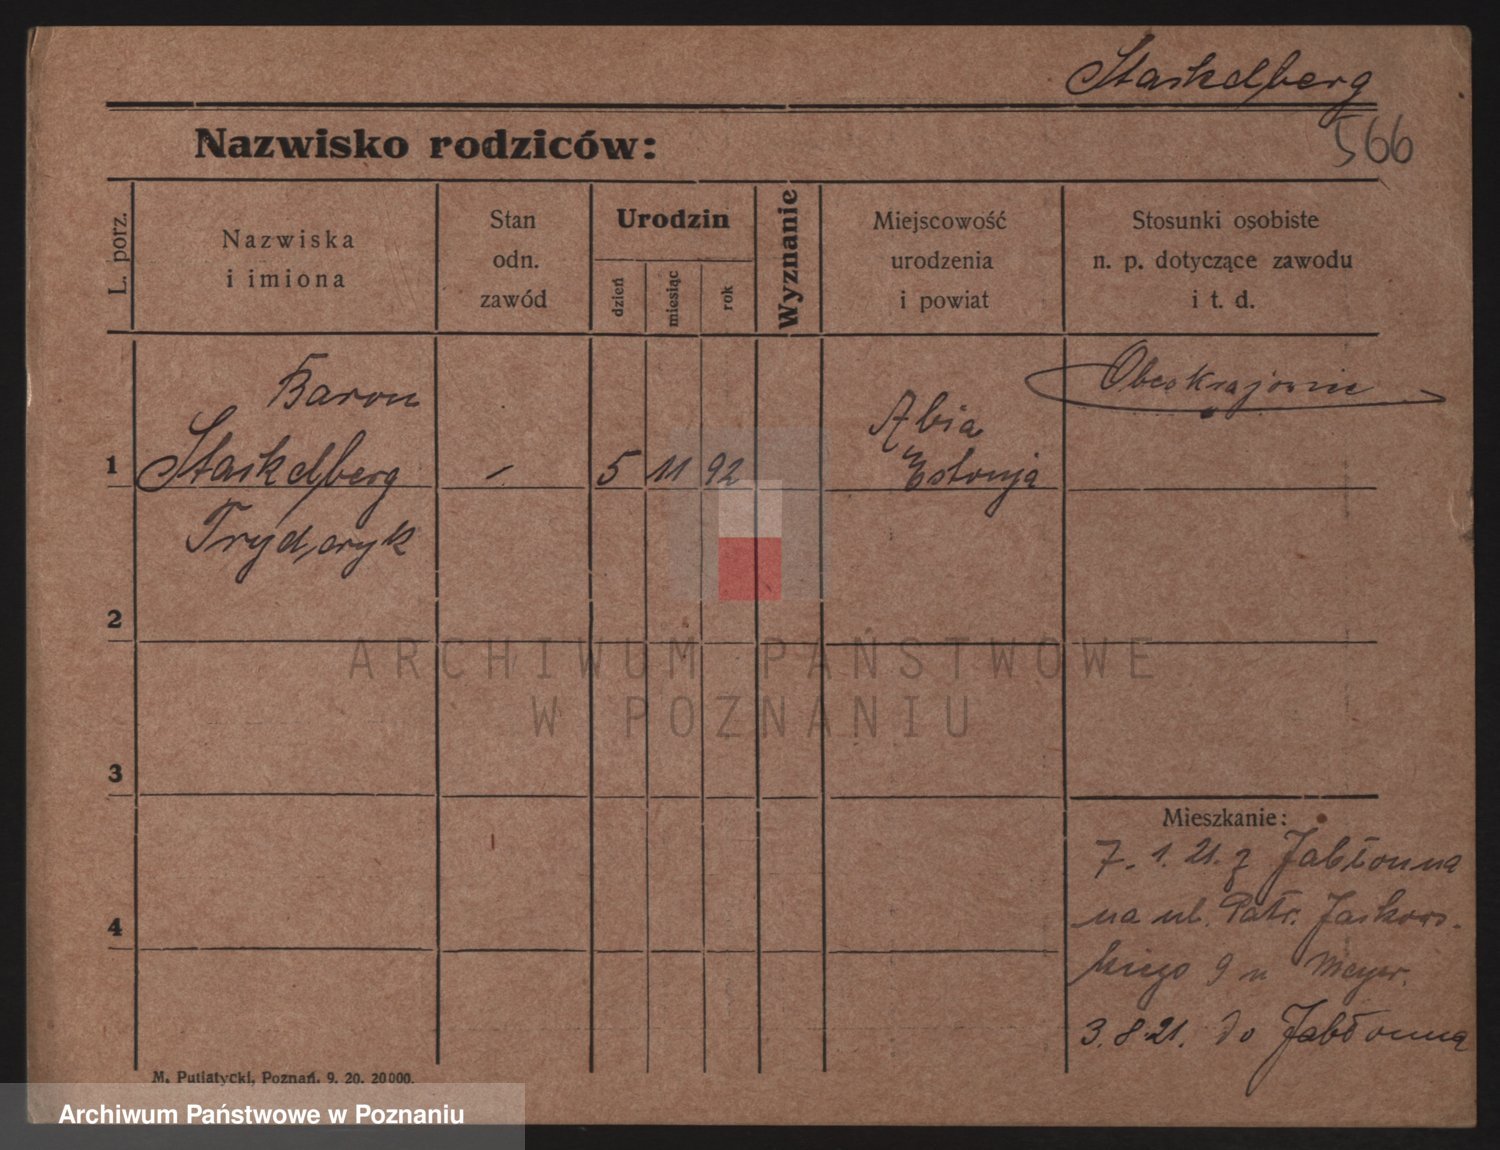 Stackelberg
566
Nazwisko rodziców:
L. porz.
Nazwiska
i imiona
Stan
odn.
zawód
Urodzin
dzień
miesiąc
rok
Wyznanie
Miejscowość
urodzenia
i powiat
Stosunki osobiste
n. p. dotyczące zawodu
i t. d.
Baron
1 Stackelberg
Fryderyk
- 5 11 92
Abia
Estonja
Obcokrajowiec
2
3
4
Mieszkanie:
7. 1. 21. z Jabłonna
na ul. Patr. Jackows-
kiego 9 u Meyer.
3. 8. 21. do Jabłonna
M. Putiatycki, Poznań. 9. 20. 20000.
ARCHIWUM PAŃSTWOWE
W POZNANIU
Archiwum Państwowe w Poznaniu